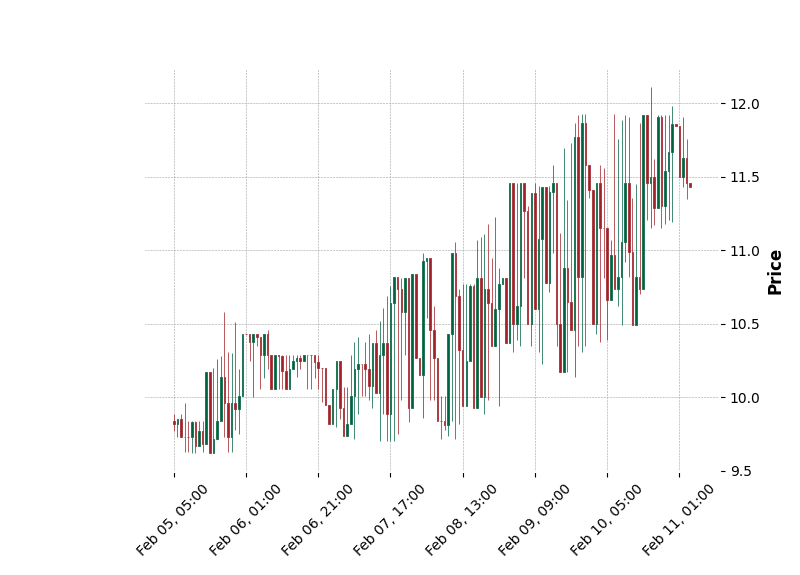 12.0
11.5
11.0
10.5
10.0
9.5
Price
Feb 05, 05:00
Feb 06, 01:00
Feb 06, 21:00
Feb 07, 17:00
Feb 08, 13:00
Feb 09, 09:00
Feb 10, 05:00
Feb 11, 01:00